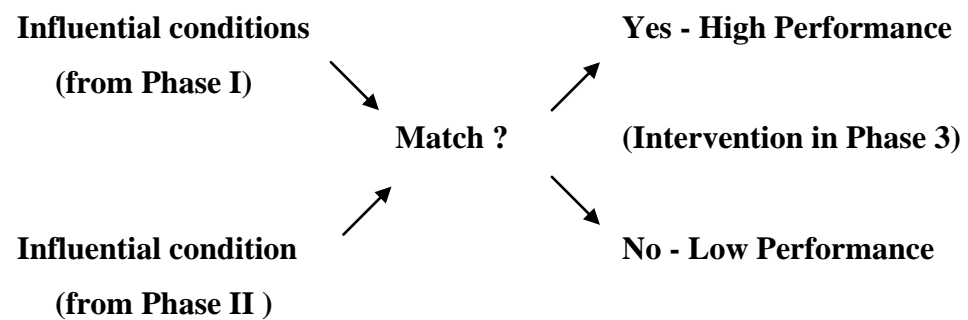 Influential conditions
(from Phase I)
Yes - High Performance
Match ?
(Intervention in Phase 3)
Influential condition
(from Phase II )
No - Low Performance